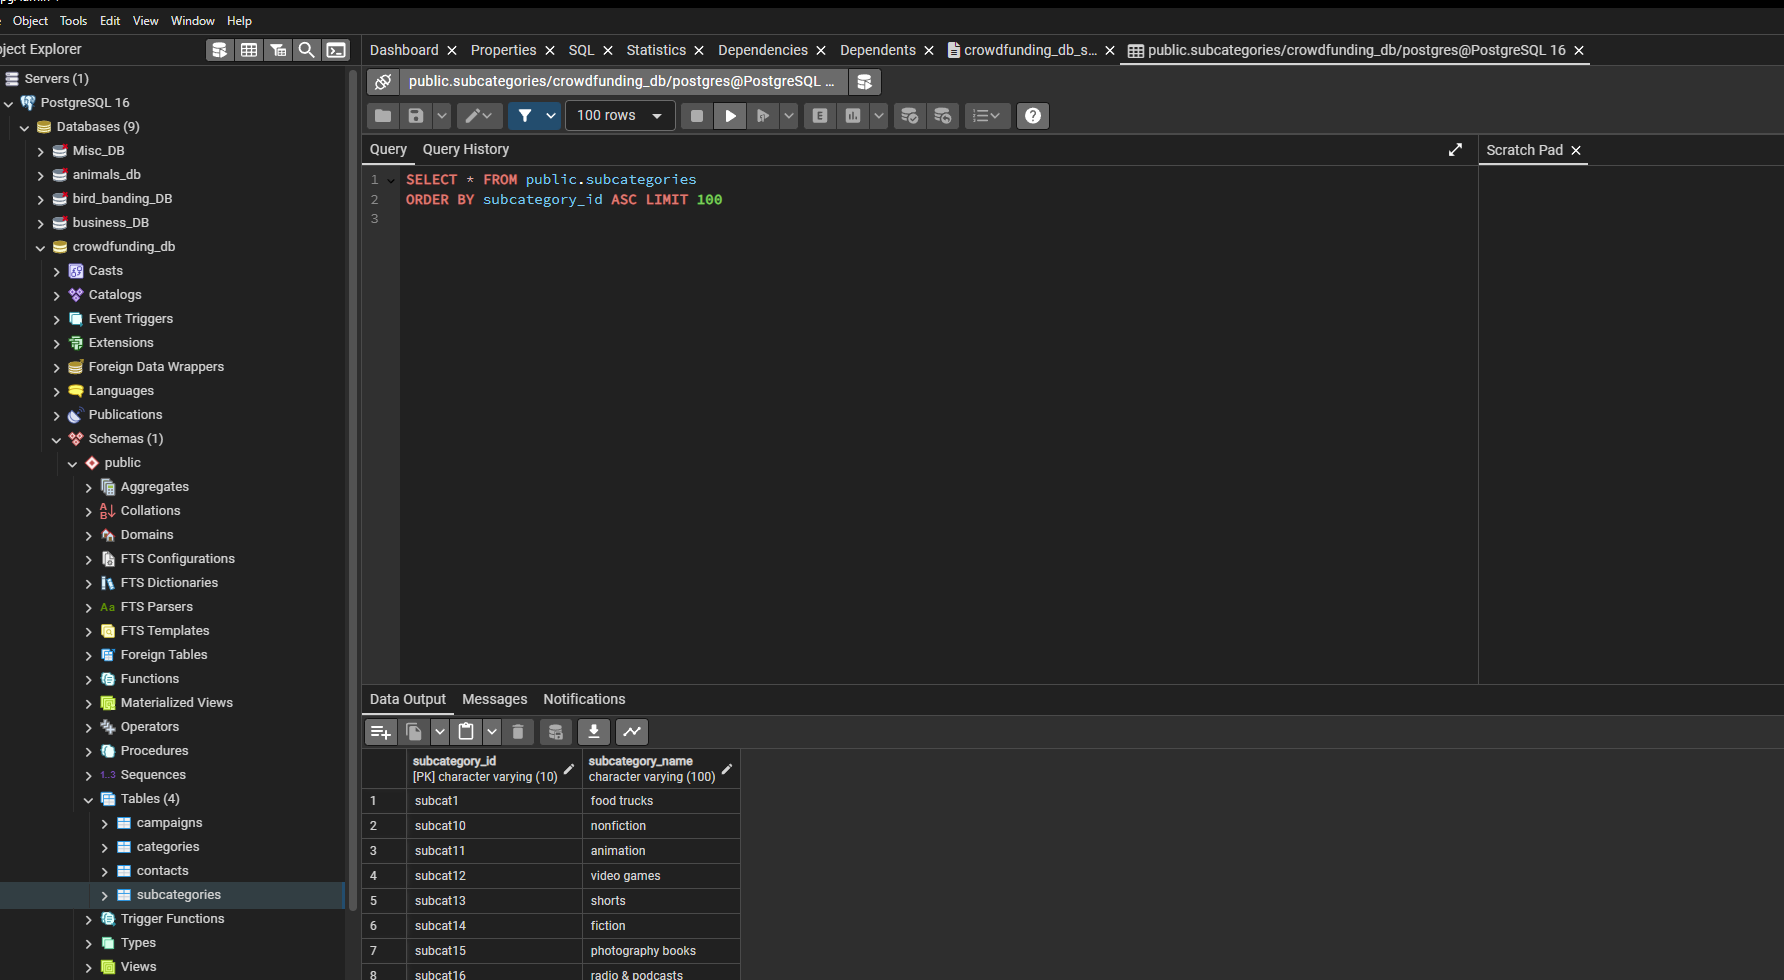 Object Tools Edit View Window Help
ject Explorer
Dashboard Properties SQL Statistics Dependencies Dependents crowdfunding_db_s... public.subcategories/crowdfunding_db/postgres@PostgreSQL 16
public.subcategories/crowdfunding_db/postgres@PostgreSQL ...
100 rows
E
Servers (1)
PostgreSQL 16
Databases (9)
Misc_DB
animals_db
bird_banding_DB
business_DB
crowdfunding_db
Casts
Catalogs
Event Triggers
Extensions
Foreign Data Wrappers
Languages
Publications
Schemas (1)
public
Aggregates
Collations
Domains
FTS Configurations
FTS Dictionaries
Aa FTS Parsers
FTS Templates
Foreign Tables
Functions
Materialized Views
Operators
Procedures
1..3 Sequences
Tables (4)
campaigns
categories
contacts
subcategories
Trigger Functions
Types
Views
Query Query History
Scratch Pad
1 SELECT * FROM public.subcategories
2 ORDER BY subcategory_id ASC LIMIT 100
3
Data Output Messages Notifications
subcategory_id subcategory_name
[PK] character varying (10) character varying (100)
1 subcat1 food trucks
2 subcat10 nonfiction
3 subcat11 animation
4 subcat12 video games
5 subcat13 shorts
6 subcat14 fiction
7 subcat15 photography books
8 subcat16 radio & podcasts